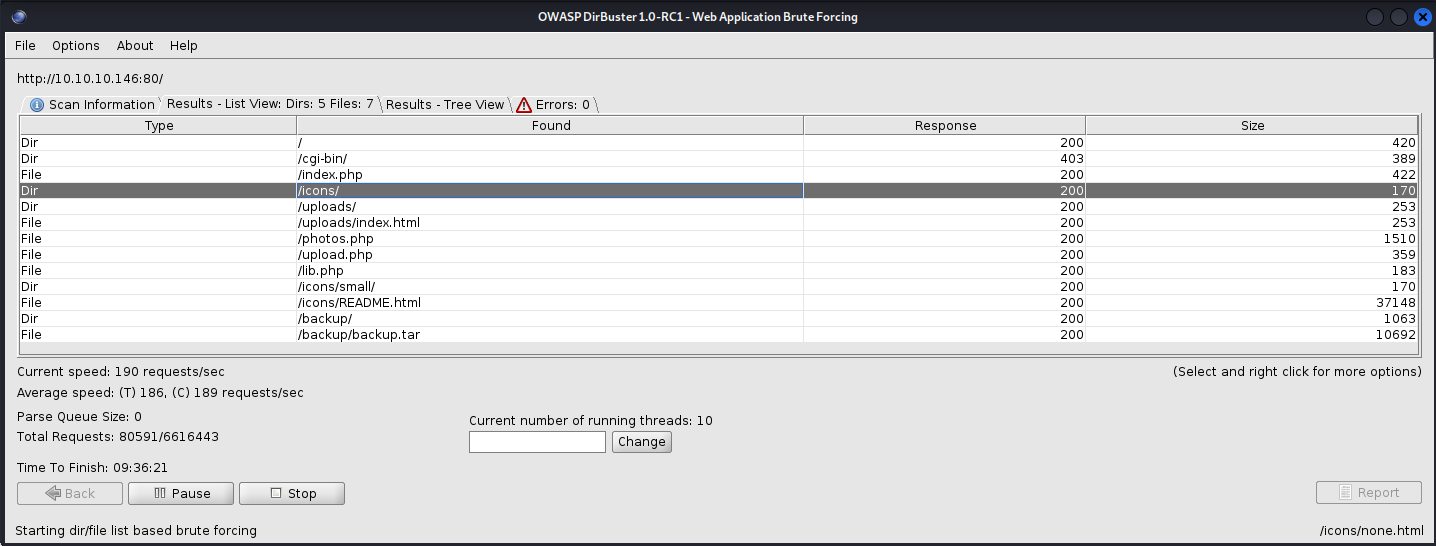 OWASP DirBuster 1.0-RC1 - Web Application Brute Forcing
File Options About Help
http://10.10.10.146:80/
Scan Information Results - List View: Dirs: 5 Files: 7 Results - Tree View Errors: 0
Type Found Response Size
Dir / 200 420
Dir /cgi-bin/ 403 389
File /index.php 200 422
Dir /icons/ 200 170
Dir /uploads/ 200 253
File /uploads/index.html 200 253
File /photos.php 200 1510
File /upload.php 200 359
File /lib.php 200 183
Dir /icons/small/ 200 170
File /icons/README.html 200 37148
Dir /backup/ 200 1063
File /backup/backup.tar 200 10692
Current speed: 190 requests/sec (Select and right click for more options)
Average speed: (T) 186, (C) 189 requests/sec
Parse Queue Size: 0 Current number of running threads: 10
Total Requests: 80591/6616443 Change
Time To Finish: 09:36:21
Back Pause Stop Report
Starting dir/file list based brute forcing /icons/none.html